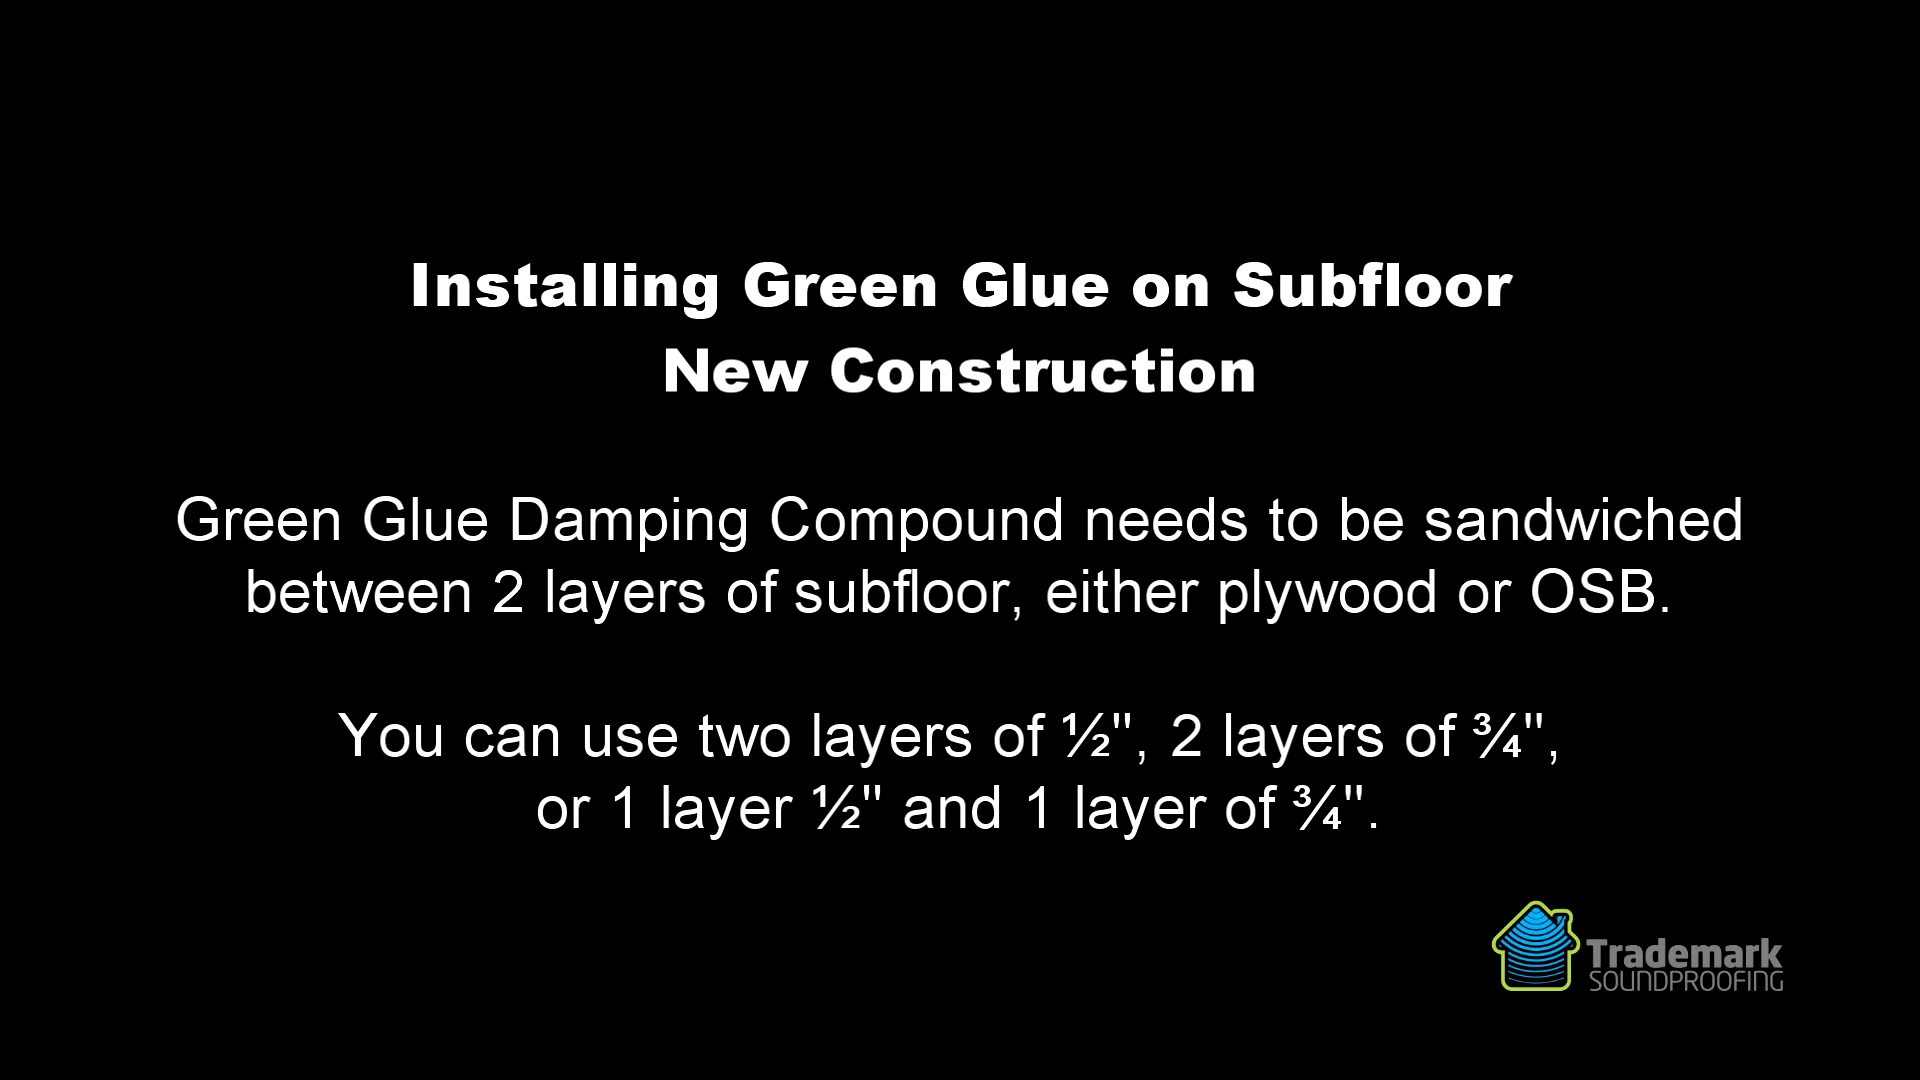 Installing Green Glue on Subfloor
New Construction
Green Glue Damping Compound needs to be sandwiched
between 2 layers of subfloor, either plywood or OSB.
You can use two layers of ½", 2 layers of ¾",
or 1 layer ½" and 1 layer of ¾".
Trademark
SOUNDPROOFING